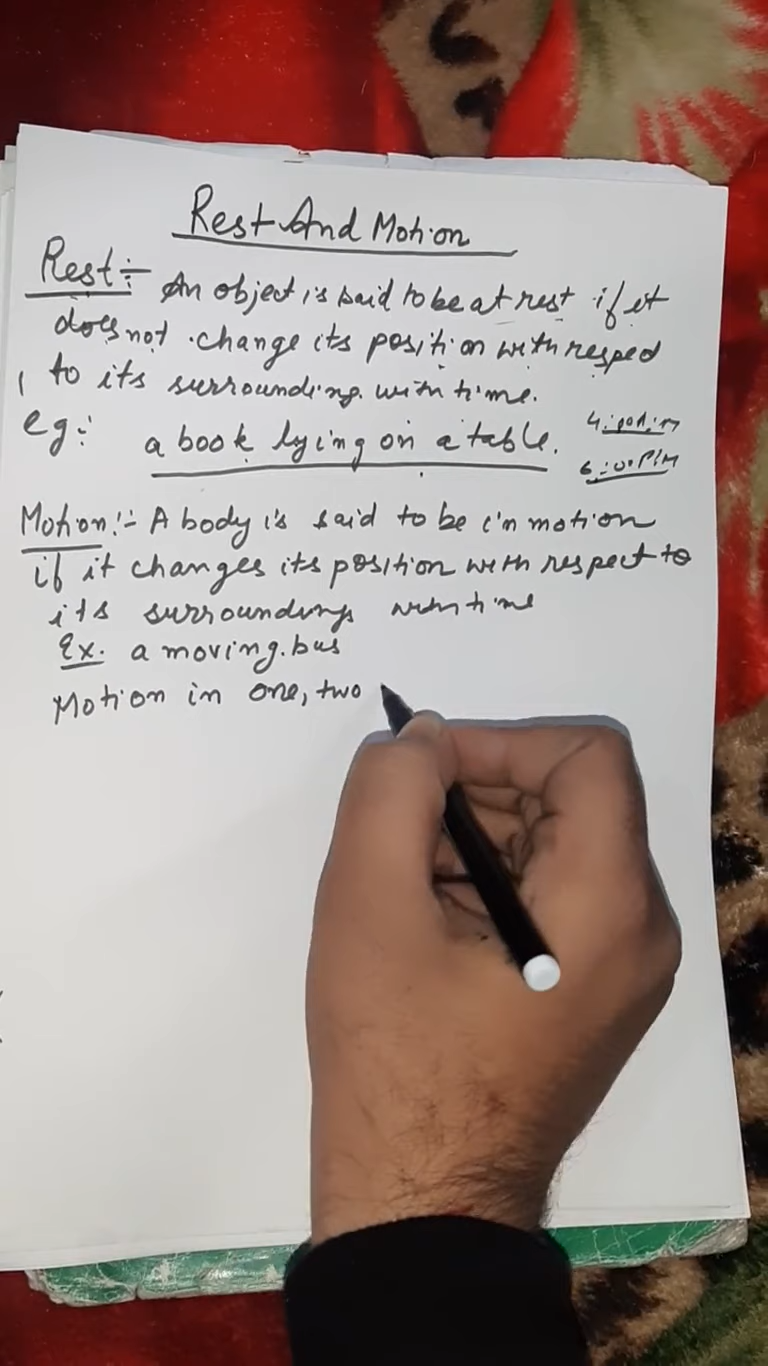 Rest And Motion
Rest :- An object is said to be at rest if it
does not change its position with respect
to its surrounding with time.
eg:- a book lying on a table.
4:00 P.M
6:00 P.M
Motion :- A body is said to be in motion
if it changes its position with respect to
its surroundings with time
Ex. a moving bus
Motion in one, two